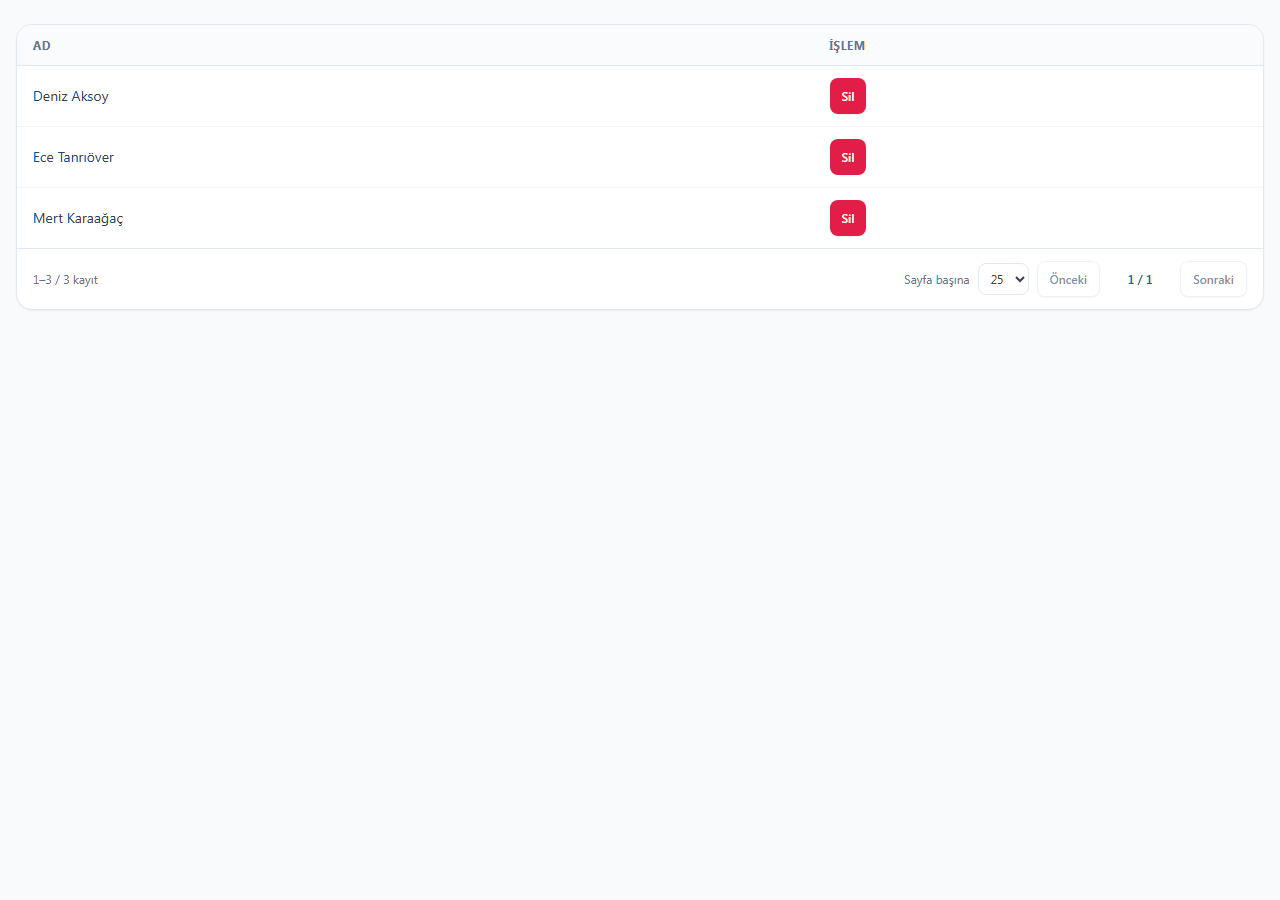 AD İŞLEM
Deniz Aksoy Sil
Ece Tanrıöver Sil
Mert Karaağaç Sil
1–3 / 3 kayıt Sayfa başına 25 Önceki 1 / 1 Sonraki